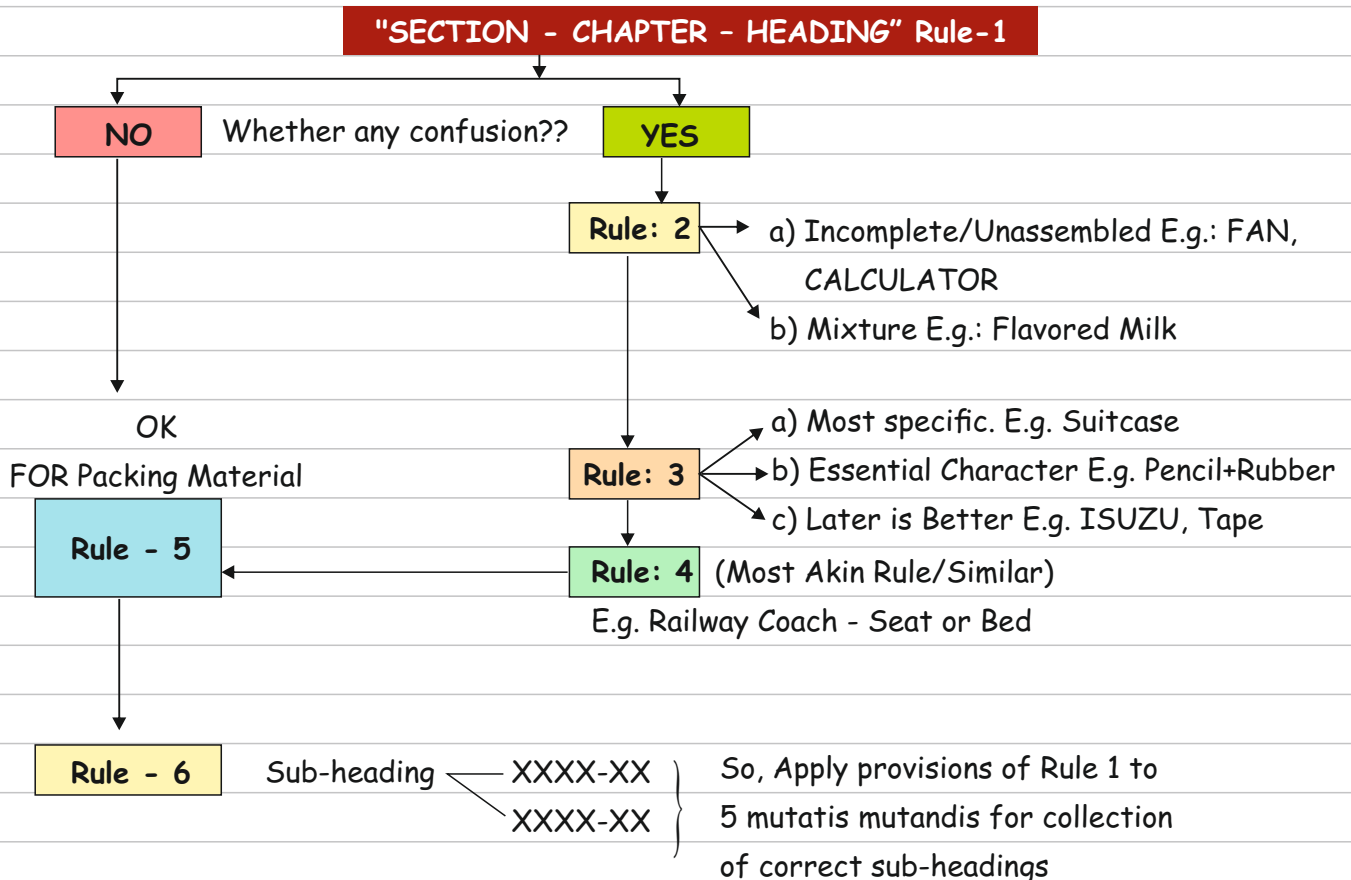 "SECTION - CHAPTER – HEADING” Rule-1
NO
Whether any confusion??
YES
Rule: 2
a) Incomplete/Unassembled E.g.: FAN,
CALCULATOR
b) Mixture E.g.: Flavored Milk
OK
FOR Packing Material
Rule - 5
Rule: 3
a) Most specific. E.g. Suitcase
b) Essential Character E.g. Pencil+Rubber
c) Later is Better E.g. ISUZU, Tape
Rule: 4
(Most Akin Rule/Similar)
E.g. Railway Coach - Seat or Bed
Rule - 6
Sub-heading
XXXX-XX
XXXX-XX
So, Apply provisions of Rule 1 to
5 mutatis mutandis for collection
of correct sub-headings